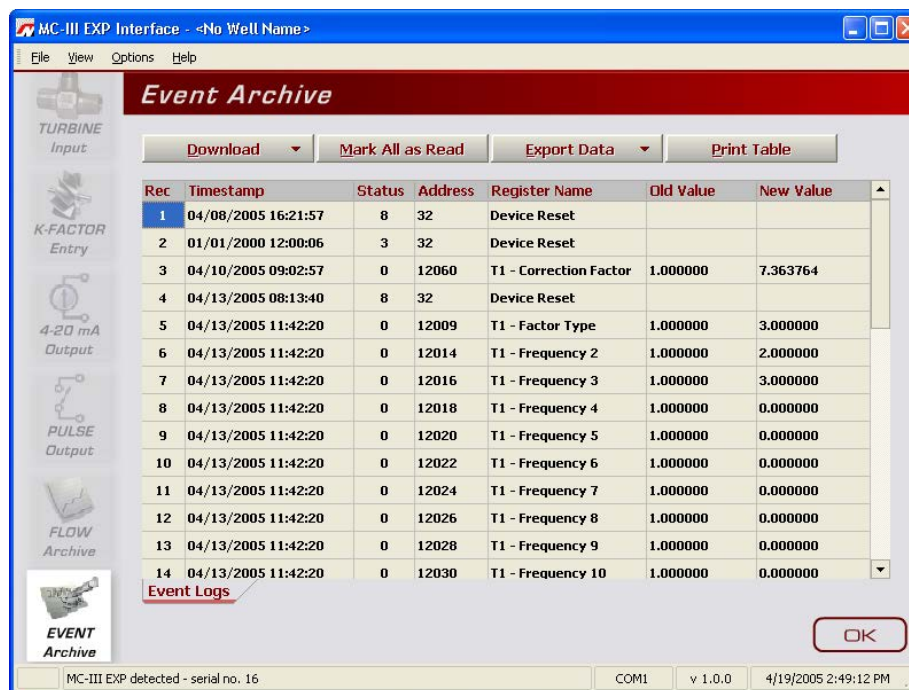 MC-III EXP Interface - <No Well Name>
File View Options Help
TURBINE
Input
K-FACTOR
Entry
4-20 mA
Output
PULSE
Output
FLOW
Archive
EVENT
Archive
Event Archive
Download Mark All as Read Export Data Print Table
Rec Timestamp Status Address Register Name Old Value New Value
1 04/08/2005 16:21:57 8 32 Device Reset
2 01/01/2000 12:00:06 3 32 Device Reset
3 04/10/2005 09:02:57 0 12060 T1 - Correction Factor 1.000000 7.363764
4 04/13/2005 08:13:40 8 32 Device Reset
5 04/13/2005 11:42:20 0 12009 T1 - Factor Type 1.000000 3.000000
6 04/13/2005 11:42:20 0 12014 T1 - Frequency 2 1.000000 2.000000
7 04/13/2005 11:42:20 0 12016 T1 - Frequency 3 1.000000 3.000000
8 04/13/2005 11:42:20 0 12018 T1 - Frequency 4 1.000000 0.000000
9 04/13/2005 11:42:20 0 12020 T1 - Frequency 5 1.000000 0.000000
10 04/13/2005 11:42:20 0 12022 T1 - Frequency 6 1.000000 0.000000
11 04/13/2005 11:42:20 0 12024 T1 - Frequency 7 1.000000 0.000000
12 04/13/2005 11:42:20 0 12026 T1 - Frequency 8 1.000000 0.000000
13 04/13/2005 11:42:20 0 12028 T1 - Frequency 9 1.000000 0.000000
14 04/13/2005 11:42:20 0 12030 T1 - Frequency 10 1.000000 0.000000
Event Logs
OK
MC-III EXP detected - serial no. 16 COM1 v 1.0.0 4/19/2005 2:49:12 PM